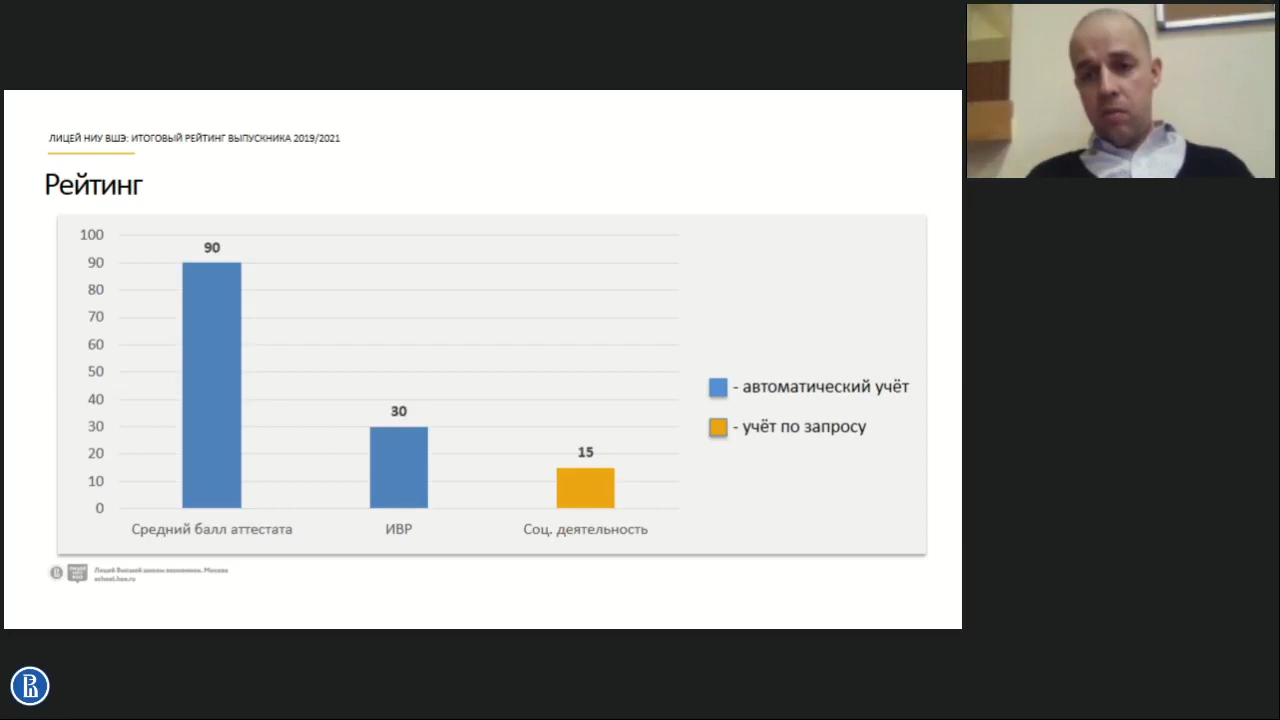 ЛИЦЕЙ НИУ ВШЭ: ИТОГОВЫЙ РЕЙТИНГ ВЫПУСКНИКА 2019/2021
Рейтинг
100
90
80
70
60
50
40
30
20
10
0
90
30
15
Средний балл аттестата
ИВР
Соц. деятельность
- автоматический учёт
- учёт по запросу
Лицей Высшей школы экономики. Москва
school.hse.ru